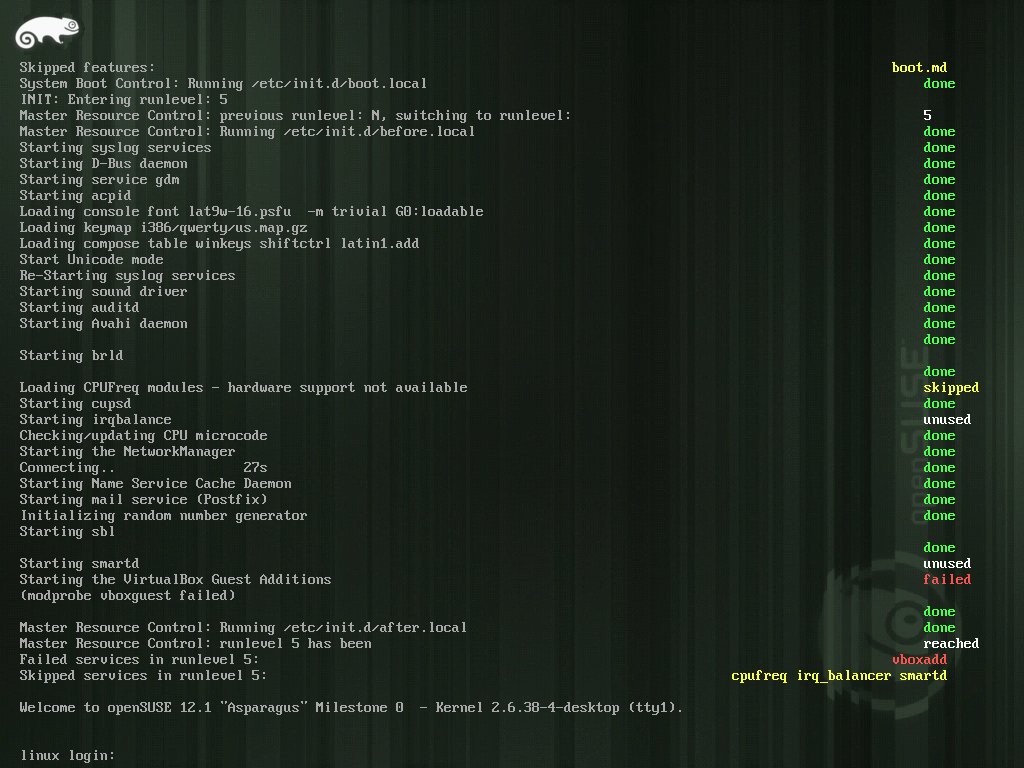 Skipped features: boot.md
System Boot Control: Running /etc/init.d/boot.local done
INIT: Entering runlevel: 5
Master Resource Control: previous runlevel: N, switching to runlevel: 5
Master Resource Control: Running /etc/init.d/before.local done
Starting syslog services done
Starting D-Bus daemon done
Starting service gdm done
Starting acpid done
Loading console font lat9w-16.psfu  -m trivial G0:loadable done
Loading keymap i386/qwerty/us.map.gz done
Loading compose table winkeys shiftctrl latin1.add done
Start Unicode mode done
Re-Starting syslog services done
Starting sound driver done
Starting auditd done
Starting Avahi daemon done
done
Starting brld
done
Loading CPUFreq modules - hardware support not available skipped
Starting cupsd done
Starting irqbalance unused
Checking/updating CPU microcode done
Starting the NetworkManager done
Connecting.. 27s done
Starting Name Service Cache Daemon done
Starting mail service (Postfix) done
Initializing random number generator done
Starting sbl
done
Starting smartd unused
Starting the VirtualBox Guest Additions failed
(modprobe vboxguest failed)
done
Master Resource Control: Running /etc/init.d/after.local done
Master Resource Control: runlevel 5 has been reached
Failed services in runlevel 5: vboxadd
Skipped services in runlevel 5: cpufreq irq_balancer smartd
Welcome to openSUSE 12.1 "Asparagus" Milestone 0  - Kernel 2.6.38-4-desktop (tty1).
linux login:
openSUSE